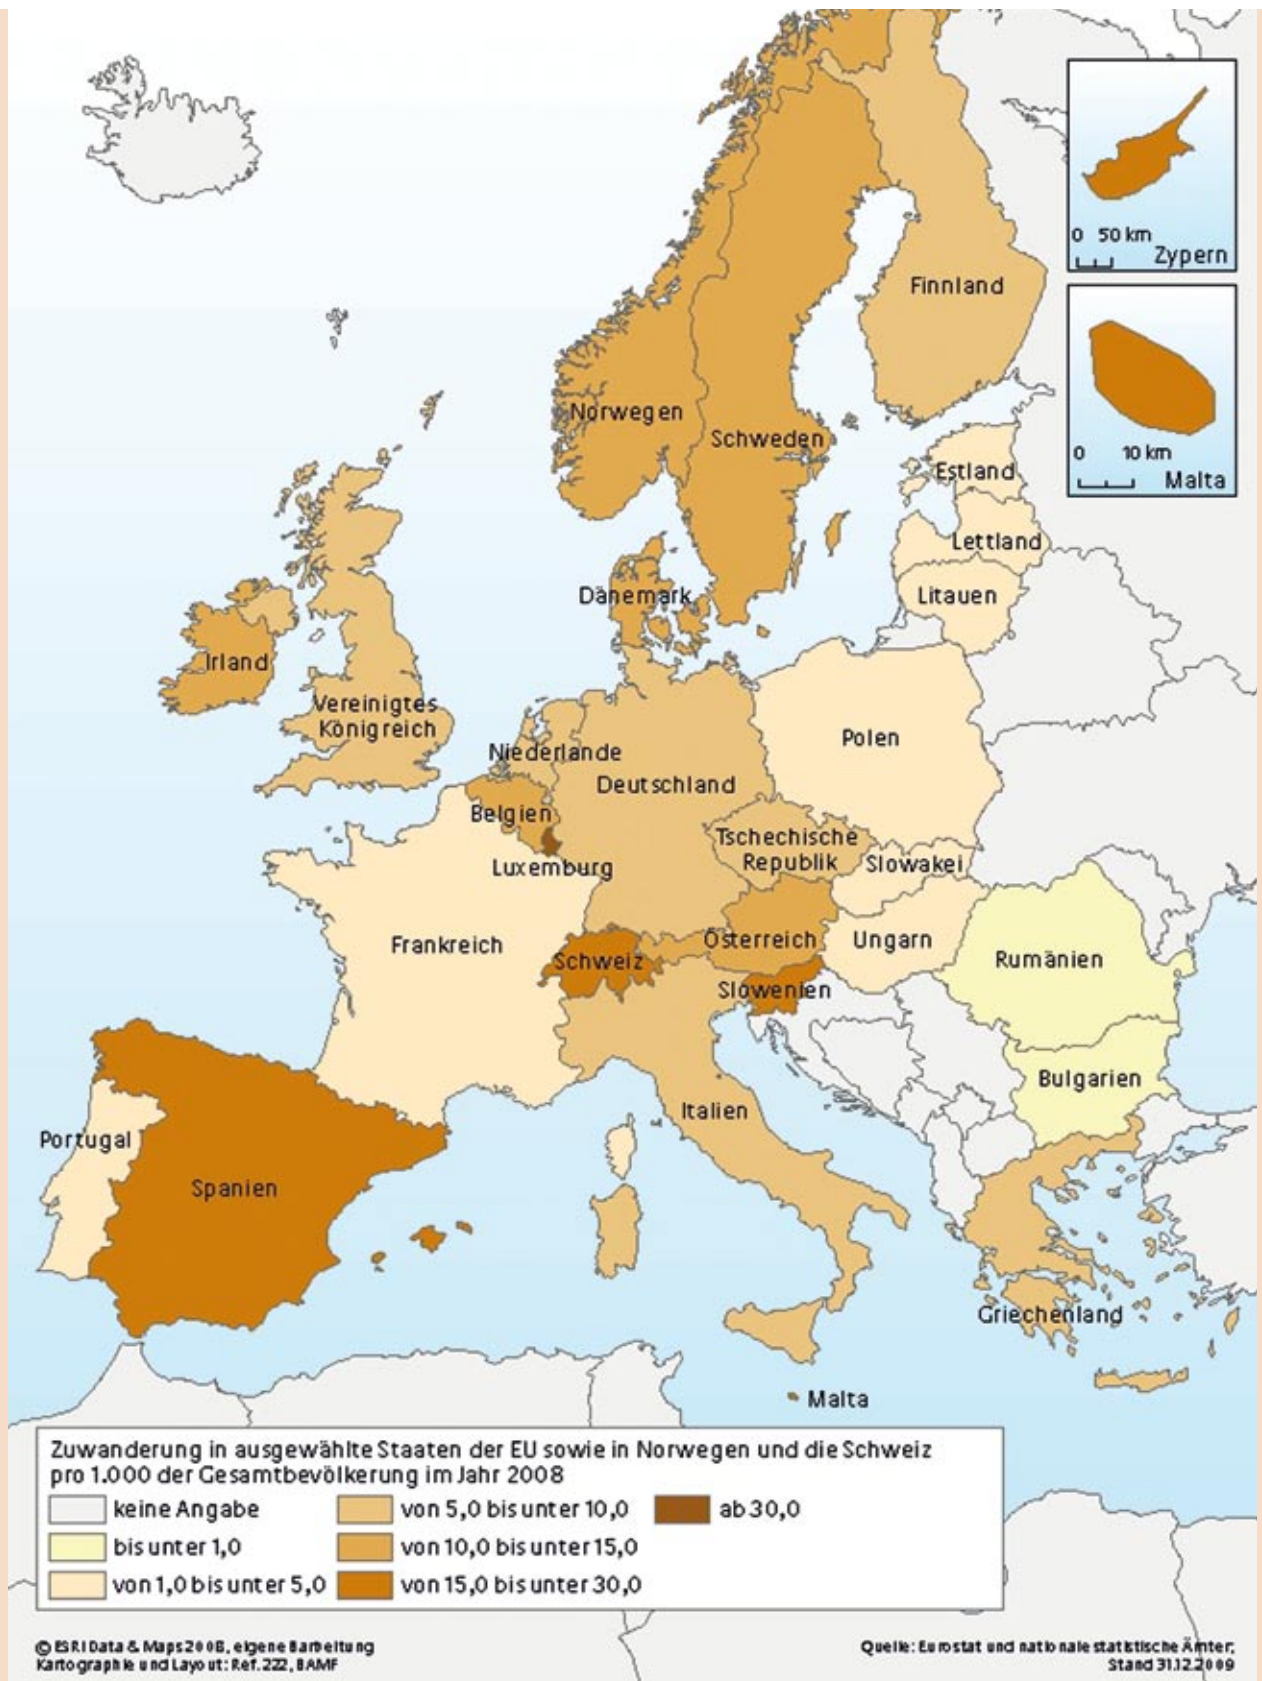 0 50 km
Zypern
Finnland
0 10 km
Malta
Norwegen
Schweden
Estland
Lettland
Dänemark
Litauen
Irland
Vereinigtes
Königreich
Polen
Niederlande
Deutschland
Belgien
Tschechische
Republik
Slowakei
Luxemburg
Frankreich
Schweiz
Österreich
Ungarn
Rumänien
Slowenien
Bulgarien
Italien
Portugal
Spanien
Griechenland
Malta
Zuwanderung in ausgewählte Staaten der EU sowie in Norwegen und die Schweiz
pro 1.000 der Gesamtbevölkerung im Jahr 2008
keine Angabe
bis unter 1,0
von 1,0 bis unter 5,0
von 5,0 bis unter 10,0
von 10,0 bis unter 15,0
von 15,0 bis unter 30,0
ab 30,0
© ESRI Data & Maps 2008, eigene Barbeitung
Kartographie und Layout: Ref. 222, BAMF
Quelle: Eurostat und nationale statistische Ämter;
Stand 31.12.2009